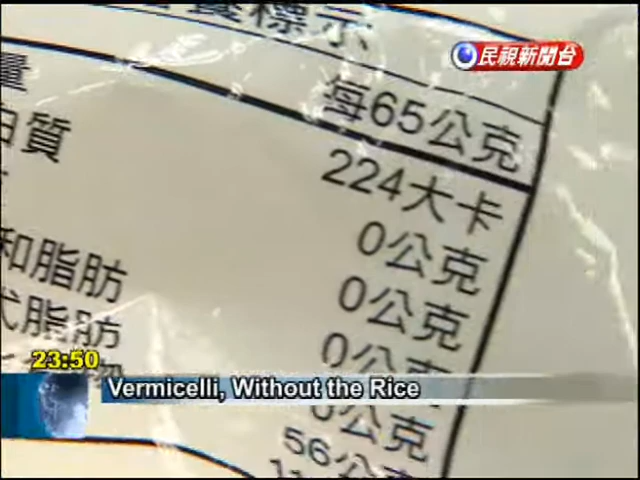 營養標示
民視新聞台
每65公克
量 224大卡
白質 0公克
0公克
和脂肪 0公克
式脂肪 0公克
56公克
23:50
Vermicelli, Without the Rice